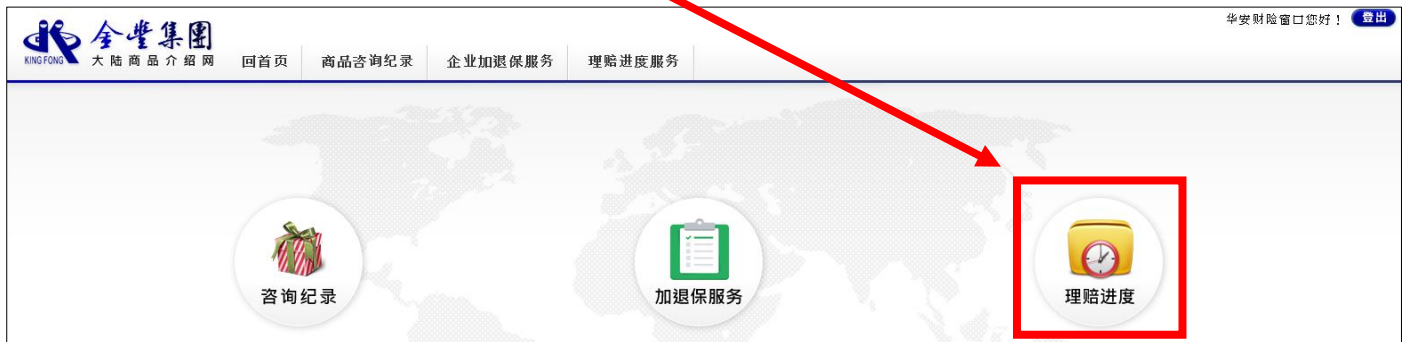 华安财险窗口您好！ 登出
金豐集團
KING FONG 大陆商品介绍网
回首页 商品咨询纪录 企业加退保服务 理赔进度服务
咨询纪录 加退保服务 理赔进度